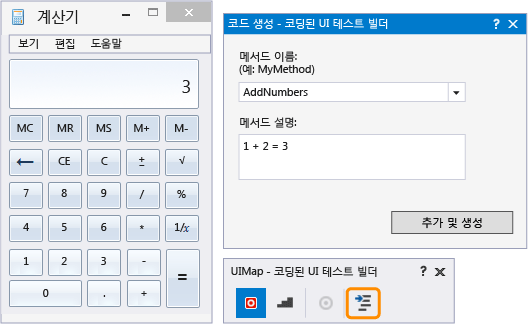 계산기
보기 편집 도움말
3
MC MR MS M+ M-
← CE C ± √
7 8 9 / %
4 5 6 * 1/x
1 2 3 - =
0 . +
코드 생성 - 코딩된 UI 테스트 빌더 ? X
메서드 이름:
(예: MyMethod)
AddNumbers
메서드 설명:
1 + 2 = 3
추가 및 생성
UIMap - 코딩된 UI 테스트 빌더 ? X